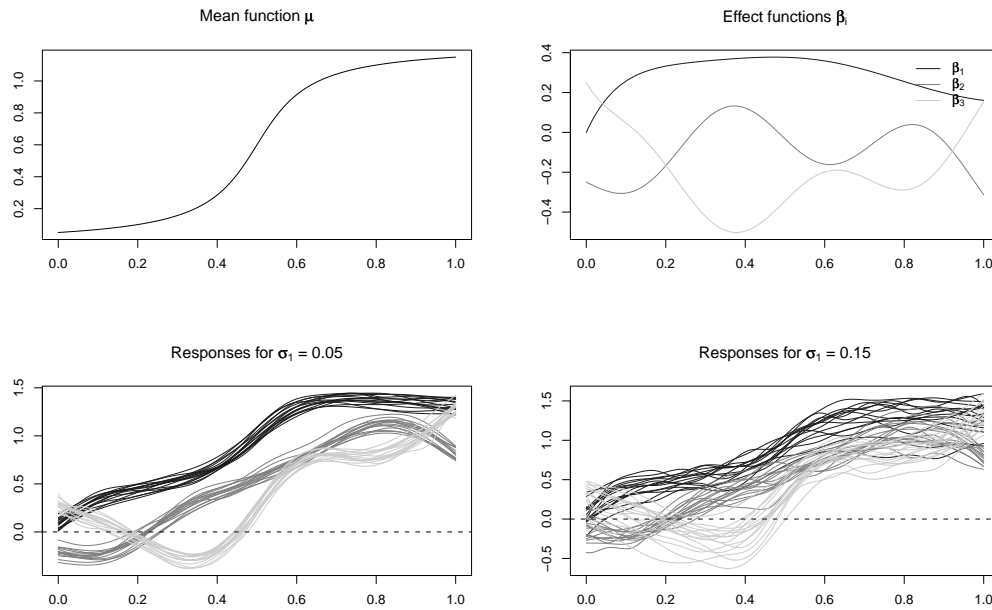 Mean function μ
0.2 0.4 0.6 0.8 1.0
0.0 0.2 0.4 0.6 0.8 1.0
Effect functions βi
−0.4 −0.2 0.0 0.2 0.4
β1
β2
β3
0.0 0.2 0.4 0.6 0.8 1.0
Responses for σ1 = 0.05
0.0 0.5 1.0 1.5
0.0 0.2 0.4 0.6 0.8 1.0
Responses for σ1 = 0.15
−0.5 0.0 0.5 1.0 1.5
0.0 0.2 0.4 0.6 0.8 1.0